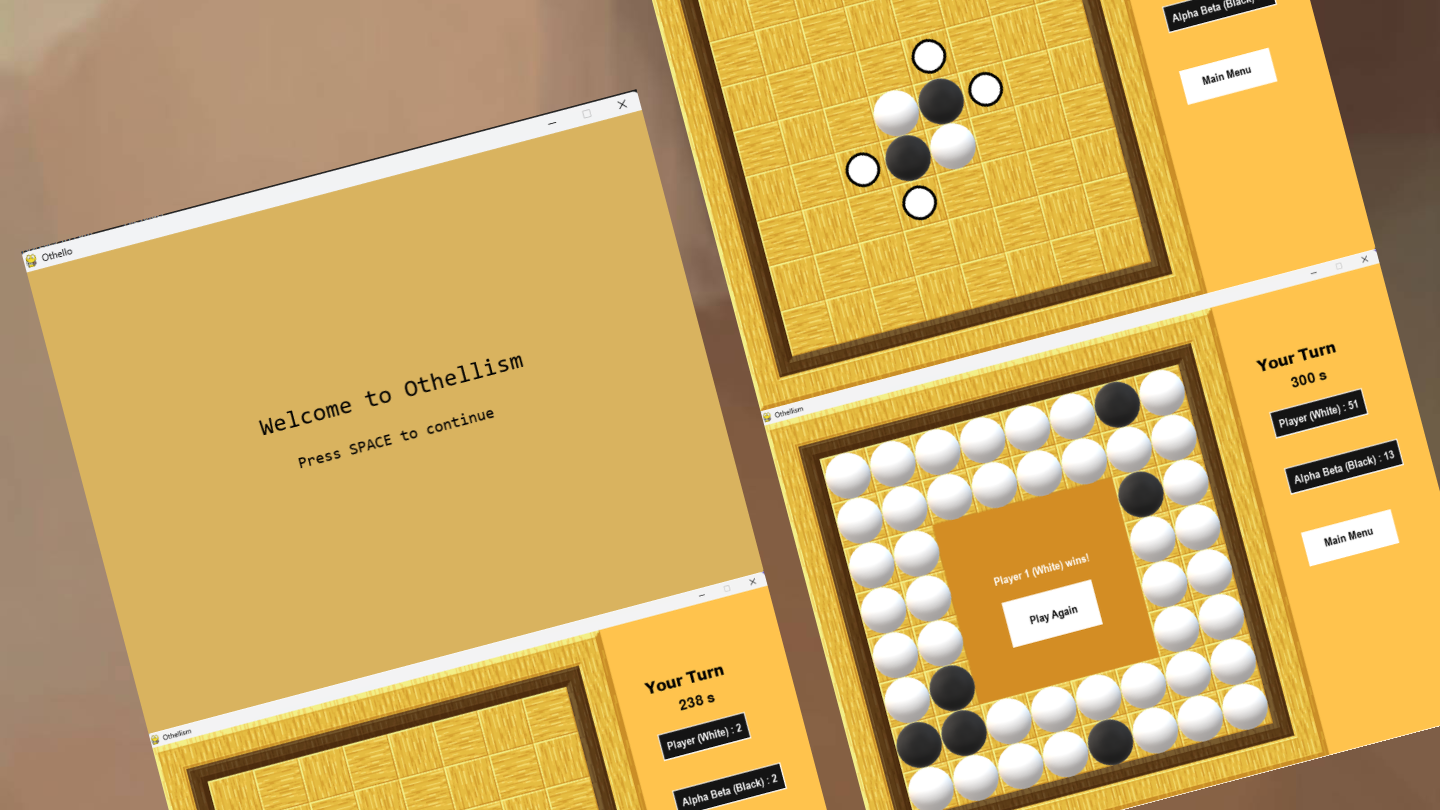 Othello
Welcome to Othellism
Press SPACE to continue
Othellism
Your Turn
238 s
Player (White) : 2
Alpha Beta (Black) : 2
Alpha Beta (Black)
Main Menu
Othellism
Your Turn
300 s
Player (White) : 51
Alpha Beta (Black) : 13
Main Menu
Player 1 (White) wins!
Play Again